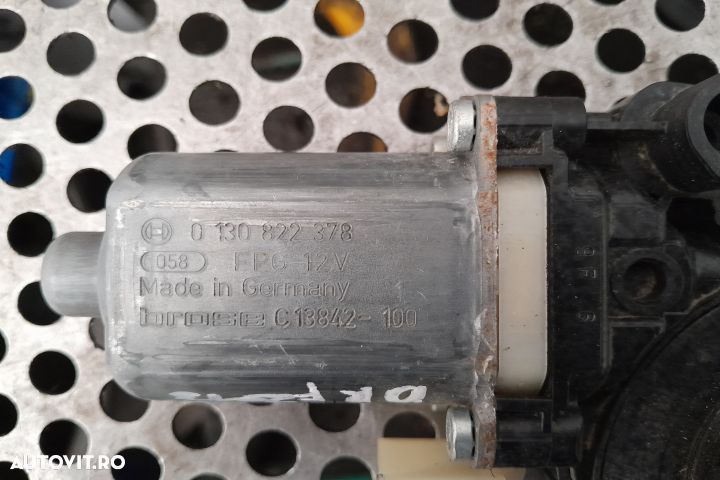 0 130 822 378
058 FPG 12V
Made in Germany
brose C13842-100
AUTOVIT.RO